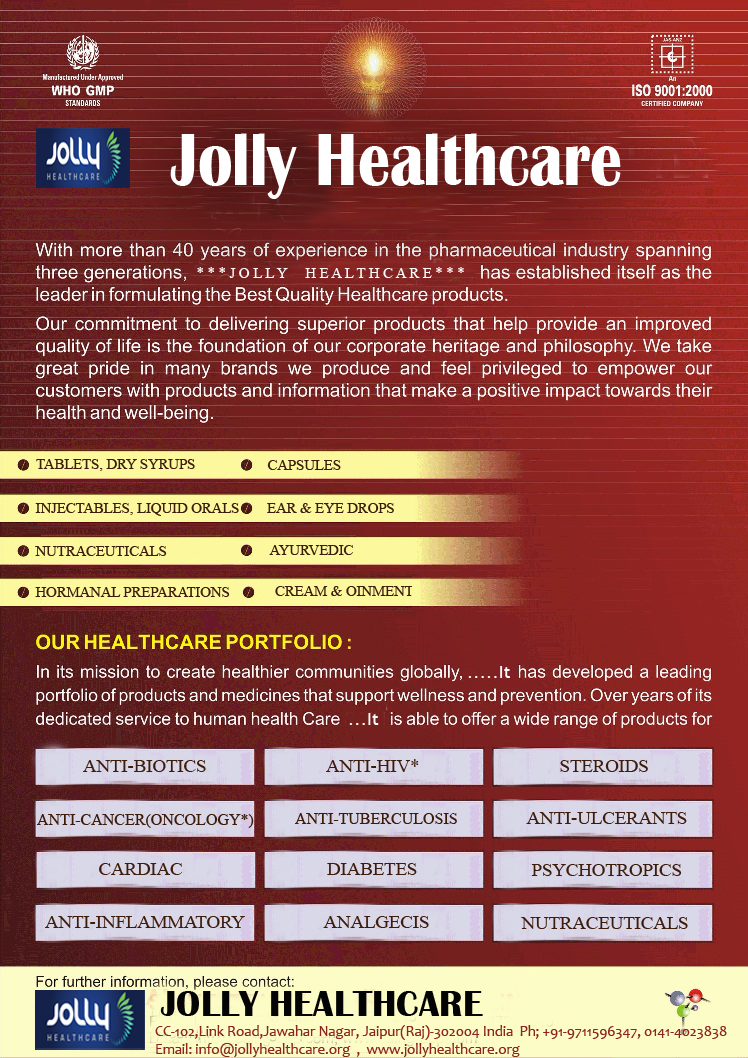 Manufactured Under Approved
WHO GMP
STANDARDS
JAS-ANZ
An
ISO 9001:2000
CERTIFIED COMPANY
Jolly
HEALTHCARE
Jolly Healthcare
With more than 40 years of experience in the pharmaceutical industry spanning
three generations, ***JOLLY HEALTHCARE*** has established itself as the
leader in formulating the Best Quality Healthcare products.
Our commitment to delivering superior products that help provide an improved
quality of life is the foundation of our corporate heritage and philosophy. We take
great pride in many brands we produce and feel privileged to empower our
customers with products and information that make a positive impact towards their
health and well-being.
TABLETS, DRY SYRUPS CAPSULES
INJECTABLES, LIQUID ORALS EAR & EYE DROPS
NUTRACEUTICALS AYURVEDIC
HORMANAL PREPARATIONS CREAM & OINMENT
OUR HEALTHCARE PORTFOLIO :
In its mission to create healthier communities globally, .....It has developed a leading
portfolio of products and medicines that support wellness and prevention. Over years of its
dedicated service to human health Care ...It is able to offer a wide range of products for
ANTI-BIOTICS ANTI-HIV* STEROIDS
ANTI-CANCER(ONCOLOGY*) ANTI-TUBERCULOSIS ANTI-ULCERANTS
CARDIAC DIABETES PSYCHOTROPICS
ANTI-INFLAMMATORY ANALGECIS NUTRACEUTICALS
For further information, please contact:
Jolly
HEALTHCARE
JOLLY HEALTHCARE
CC-102,Link Road,Jawahar Nagar, Jaipur(Raj)-302004 India Ph; +91-9711596347, 0141-4023838
Email: info@jollyhealthcare.org , www.jollyhealthcare.org